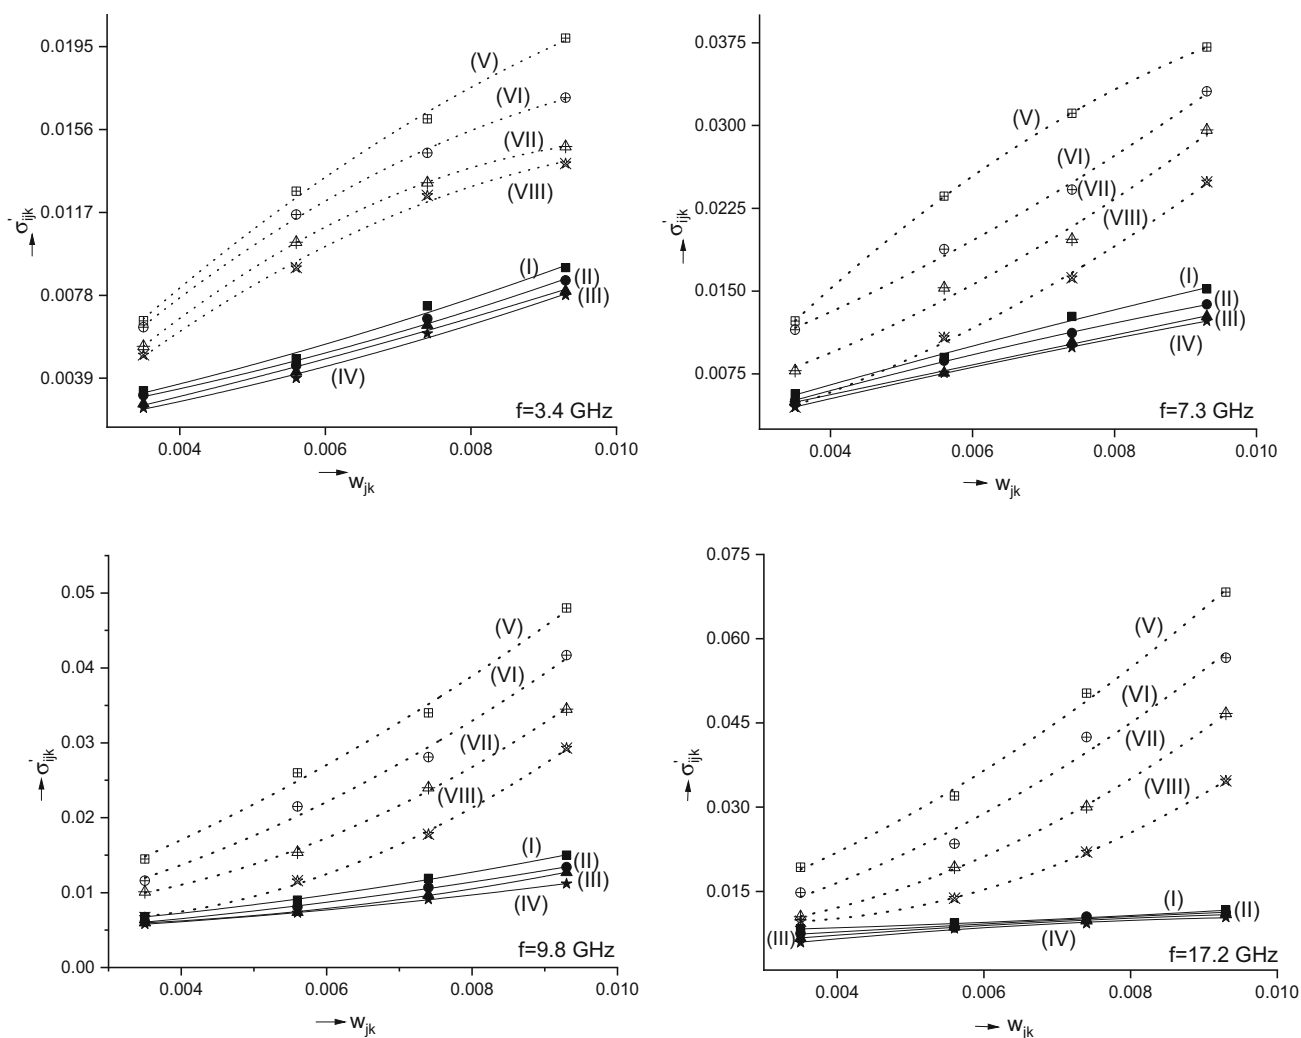 0.0195
0.0156
0.0117
0.0078
0.0039
σ'ijk
(V)
(VI)
(VII)
(VIII)
(I)
(II)
(III)
(IV)
f=3.4 GHz
0.004
0.006
0.008
0.010
wjk
0.0375
0.0300
0.0225
0.0150
0.0075
σ'ijk
(V)
(VI)
(VII)
(VIII)
(I)
(II)
(III)
(IV)
f=7.3 GHz
0.004
0.006
0.008
0.010
wjk
0.05
0.04
0.03
0.02
0.01
0.00
σ'ijk
(V)
(VI)
(VII)
(VIII)
(I)
(II)
(III)
(IV)
f=9.8 GHz
0.004
0.006
0.008
0.010
wjk
0.075
0.060
0.045
0.030
0.015
σ'ijk
(V)
(VI)
(VII)
(VIII)
(I)
(II)
(III)
(IV)
f=17.2 GHz
0.004
0.006
0.008
0.010
wjk